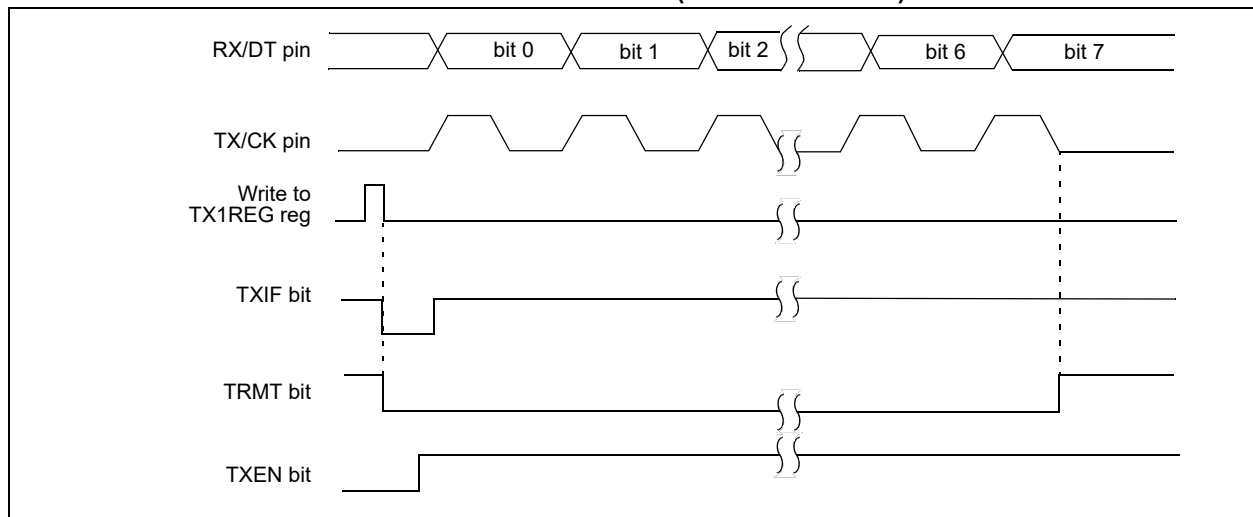 RX/DT pin
bit 0
bit 1
bit 2
bit 6
bit 7
TX/CK pin
Write to
TX1REG reg
TXIF bit
TRMT bit
TXEN bit